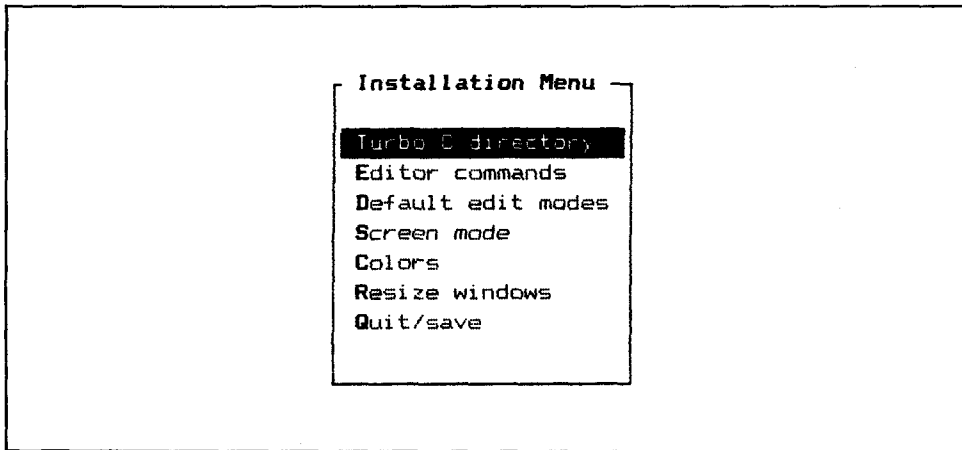 Installation Menu
Turbo C directory
Editor commands
Default edit modes
Screen mode
Colors
Resize windows
Quit/save